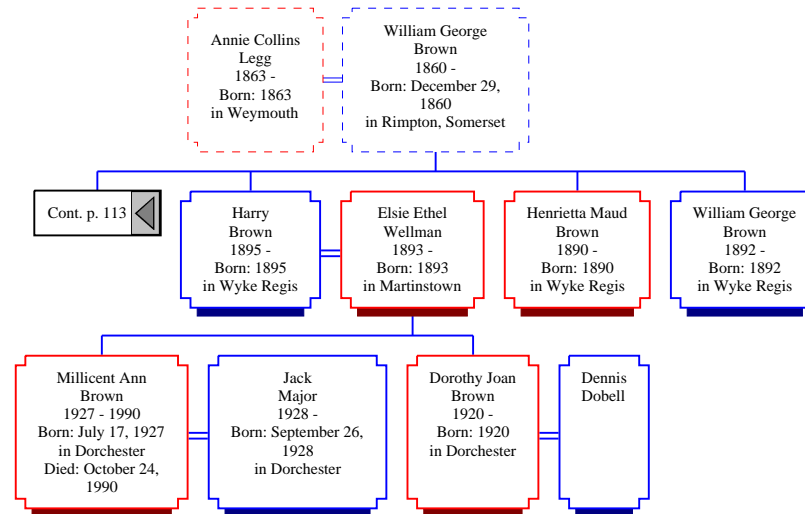 Annie Collins
Legg
1863 -
Born: 1863
in Weymouth
William George
Brown
1860 -
Born: December 29,
1860
in Rimpton, Somerset
Cont. p. 113
Harry
Brown
1895 -
Born: 1895
in Wyke Regis
Elsie Ethel
Wellman
1893 -
Born: 1893
in Martinstown
Henrietta Maud
Brown
1890 -
Born: 1890
in Wyke Regis
William George
Brown
1892 -
Born: 1892
in Wyke Regis
Millicent Ann
Brown
1927 - 1990
Born: July 17, 1927
in Dorchester
Died: October 24,
1990
Jack
Major
1928 -
Born: September 26,
1928
in Dorchester
Dorothy Joan
Brown
1920 -
Born: 1920
in Dorchester
Dennis
Dobell